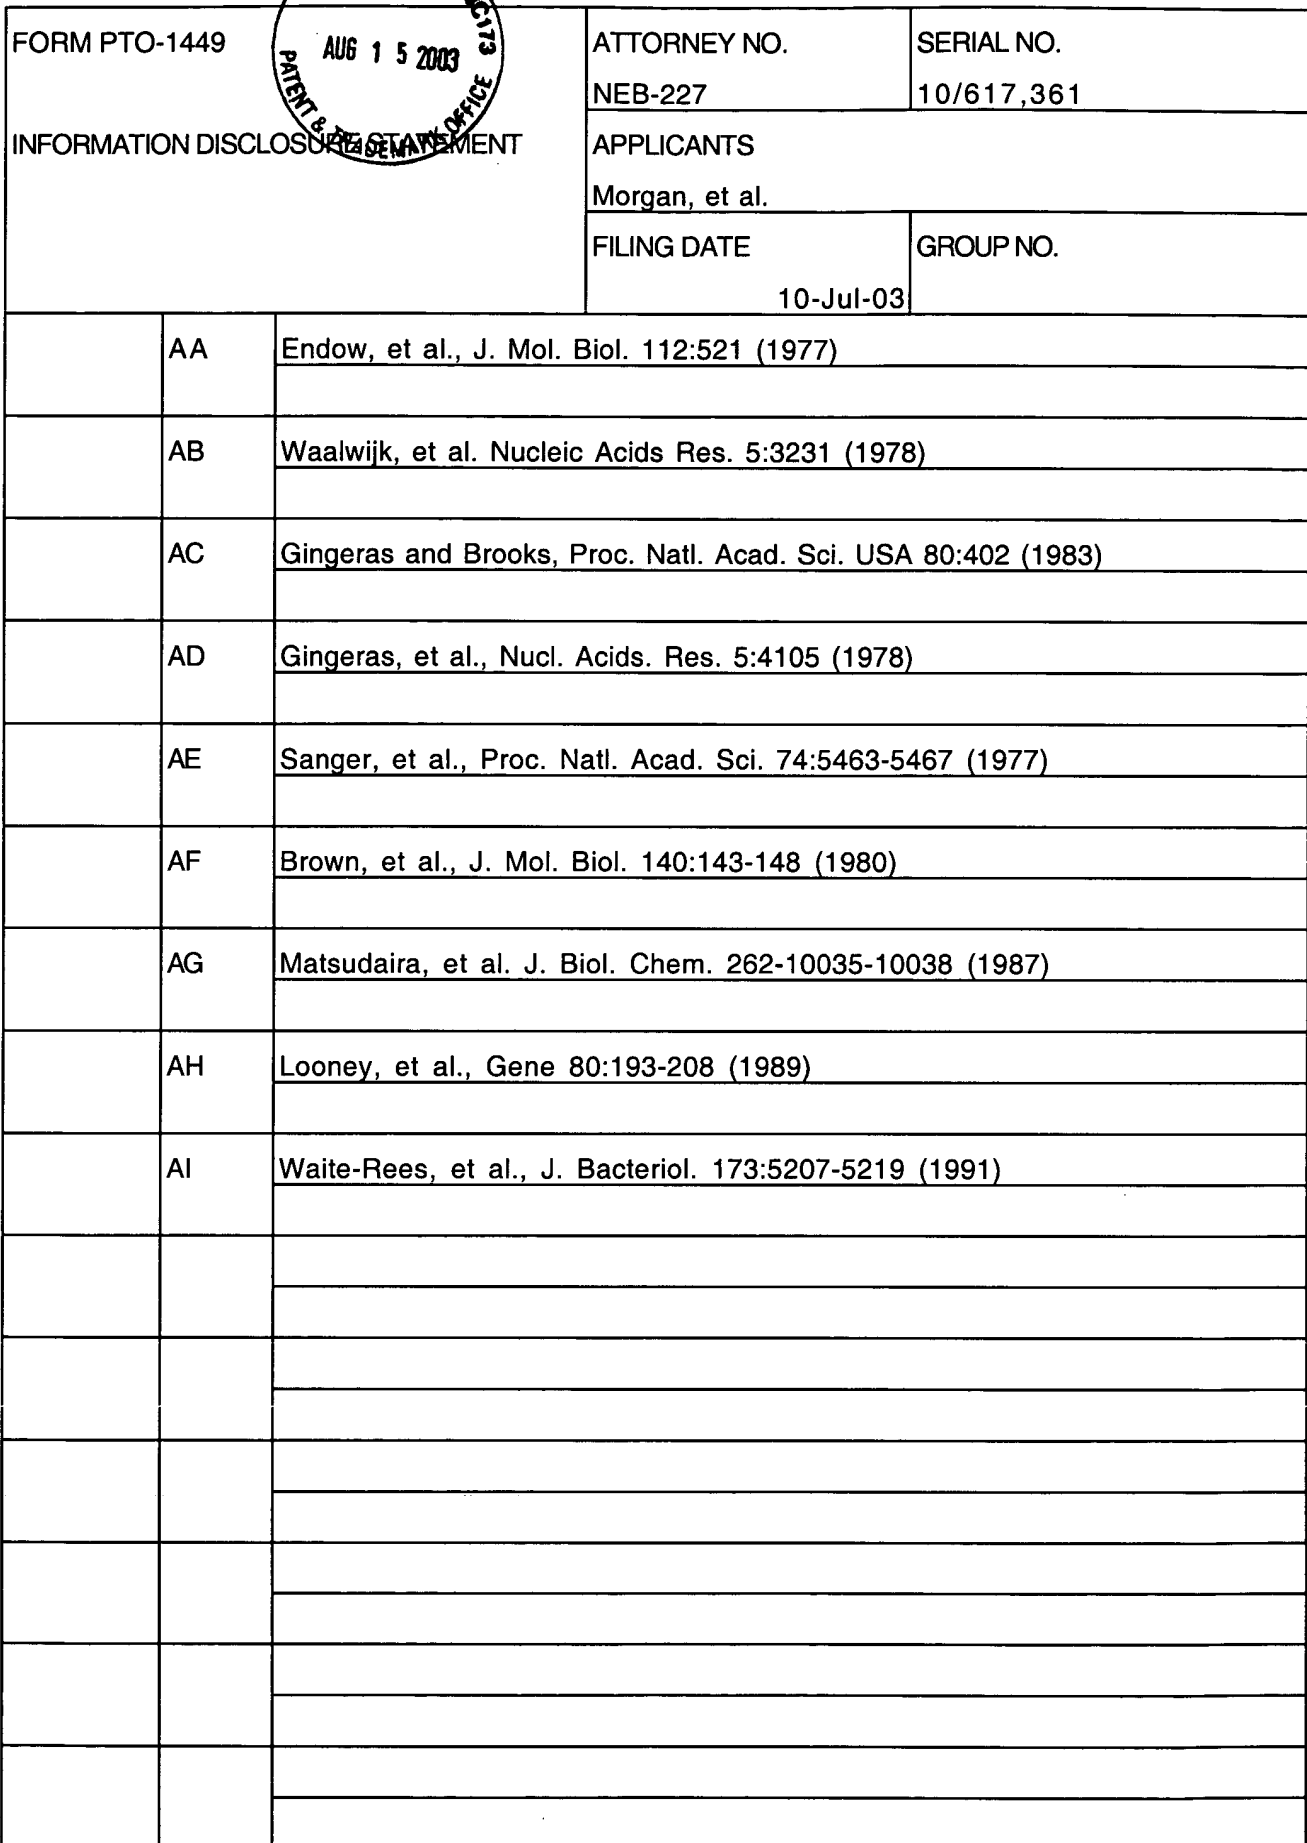 FORM PTO-1449
AUG 1 5 2003
PATENT & TRADEMARK OFFICE
INFORMATION DISCLOSURE STATEMENT
ATTORNEY NO.
SERIAL NO.
NEB-227
10/617,361
APPLICANTS
Morgan, et al.
FILING DATE
GROUP NO.
10-Jul-03
AA Endow, et al., J. Mol. Biol. 112:521 (1977)
AB Waalwijk, et al. Nucleic Acids Res. 5:3231 (1978)
AC Gingeras and Brooks, Proc. Natl. Acad. Sci. USA 80:402 (1983)
AD Gingeras, et al., Nucl. Acids. Res. 5:4105 (1978)
AE Sanger, et al., Proc. Natl. Acad. Sci. 74:5463-5467 (1977)
AF Brown, et al., J. Mol. Biol. 140:143-148 (1980)
AG Matsudaira, et al. J. Biol. Chem. 262-10035-10038 (1987)
AH Looney, et al., Gene 80:193-208 (1989)
AI Waite-Rees, et al., J. Bacteriol. 173:5207-5219 (1991)